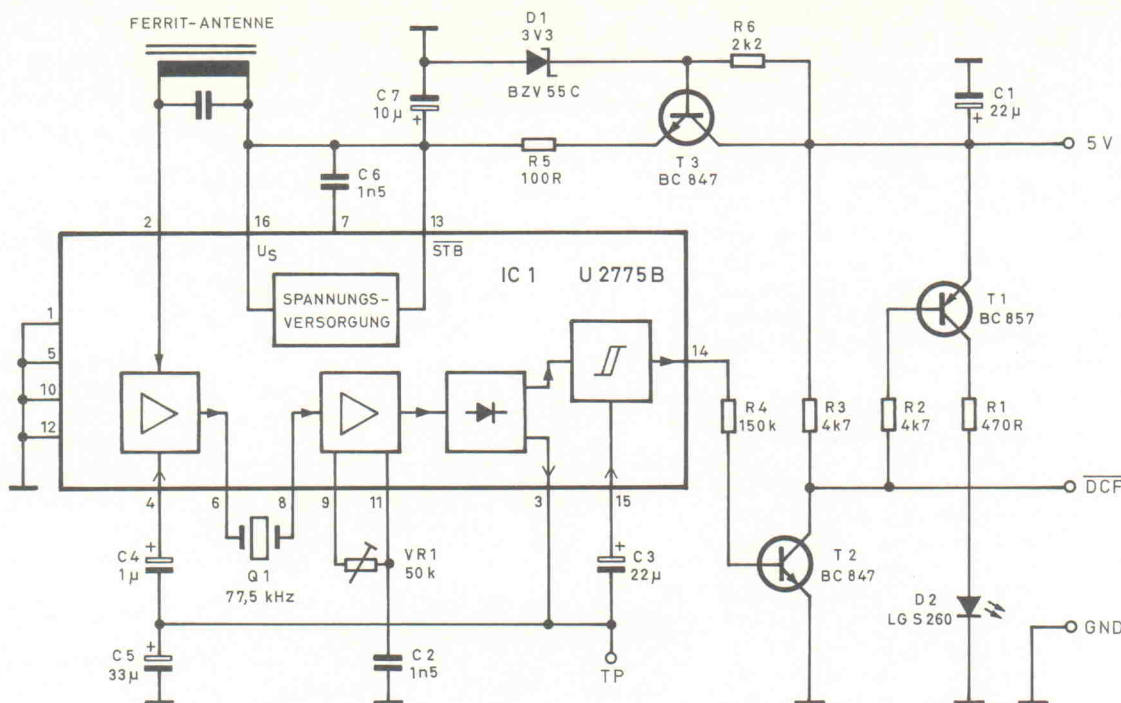 FERRIT-ANTENNE
D1
3V3
BZV 55 C
R6
2k2
C7
10µ
+
C1
22µ
+
5V
R5
100R
T3
BC 847
C6
1n5
2
16
7
13
U_S
STB
IC 1 U 2775B
SPANNUNGS-
VERSORGUNG
T1
BC 857
1
5
10
12
14
R4
150k
R3
4k7
R2
4k7
R1
470R
DCF
4
6
8
9
11
3
15
+
C4
1µ
Q1
77,5 kHz
VR1
50k
+
C3
22µ
T2
BC 847
D2
LG S260
GND
+
C5
33µ
C2
1n5
TP